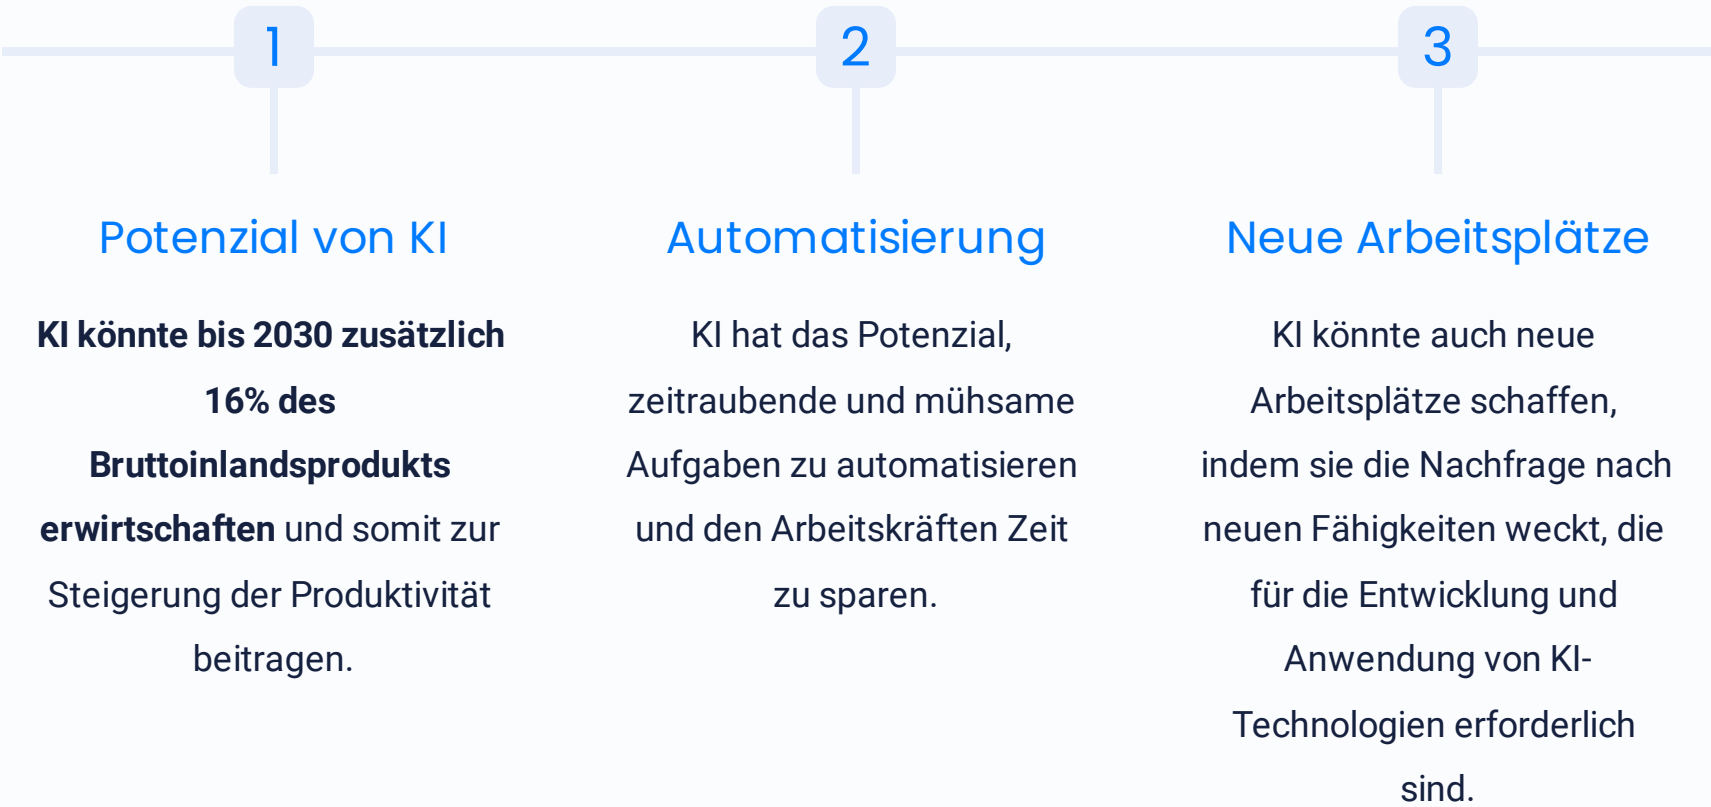 1
Potenzial von KI
KI könnte bis 2030 zusätzlich
16% des
Bruttoinlandsprodukts
erwirtschaften und somit zur
Steigerung der Produktivität
beitragen.
2
Automatisierung
KI hat das Potenzial,
zeitraubende und mühsame
Aufgaben zu automatisieren
und den Arbeitskräften Zeit
zu sparen.
3
Neue Arbeitsplätze
KI könnte auch neue
Arbeitsplätze schaffen,
indem sie die Nachfrage nach
neuen Fähigkeiten weckt, die
für die Entwicklung und
Anwendung von KI-
Technologien erforderlich
sind.